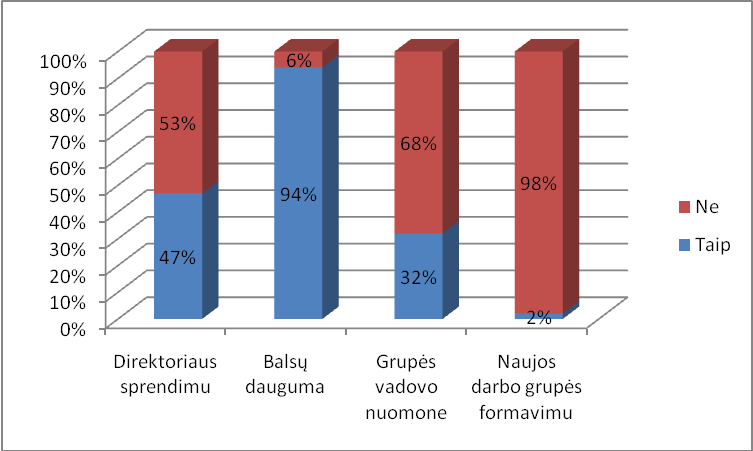 100%
90%
80%
70%
60%
50%
40%
30%
20%
10%
0%
53%
47%
6%
94%
68%
32%
98%
2%
Direktoriaus
sprendimu
Balsų
dauguma
Grupės
vadovo
nuomone
Naujos
darbo grupės
formavimu
Ne
Taip